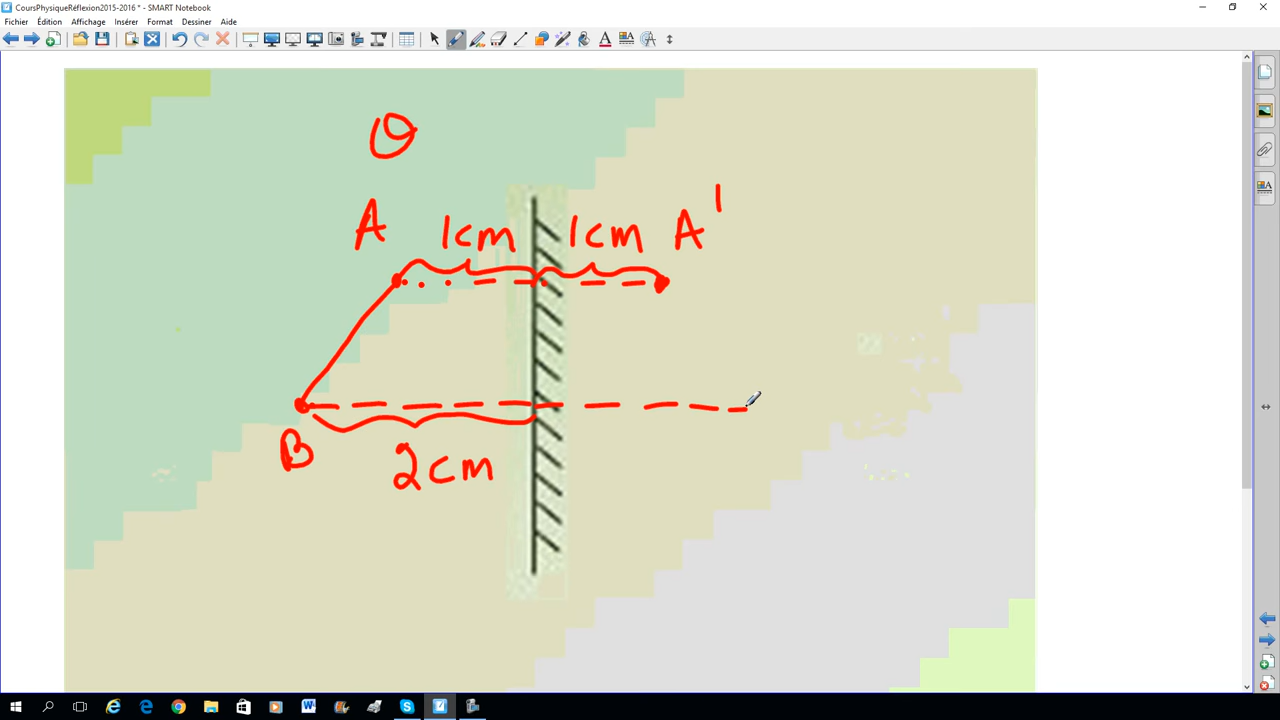 CoursPhysiqueRéflexion2015-2016 * - SMART Notebook
Fichier Édition Affichage Insérer Format Dessiner Aide
O
A 1cm 1cm A'
B 2cm